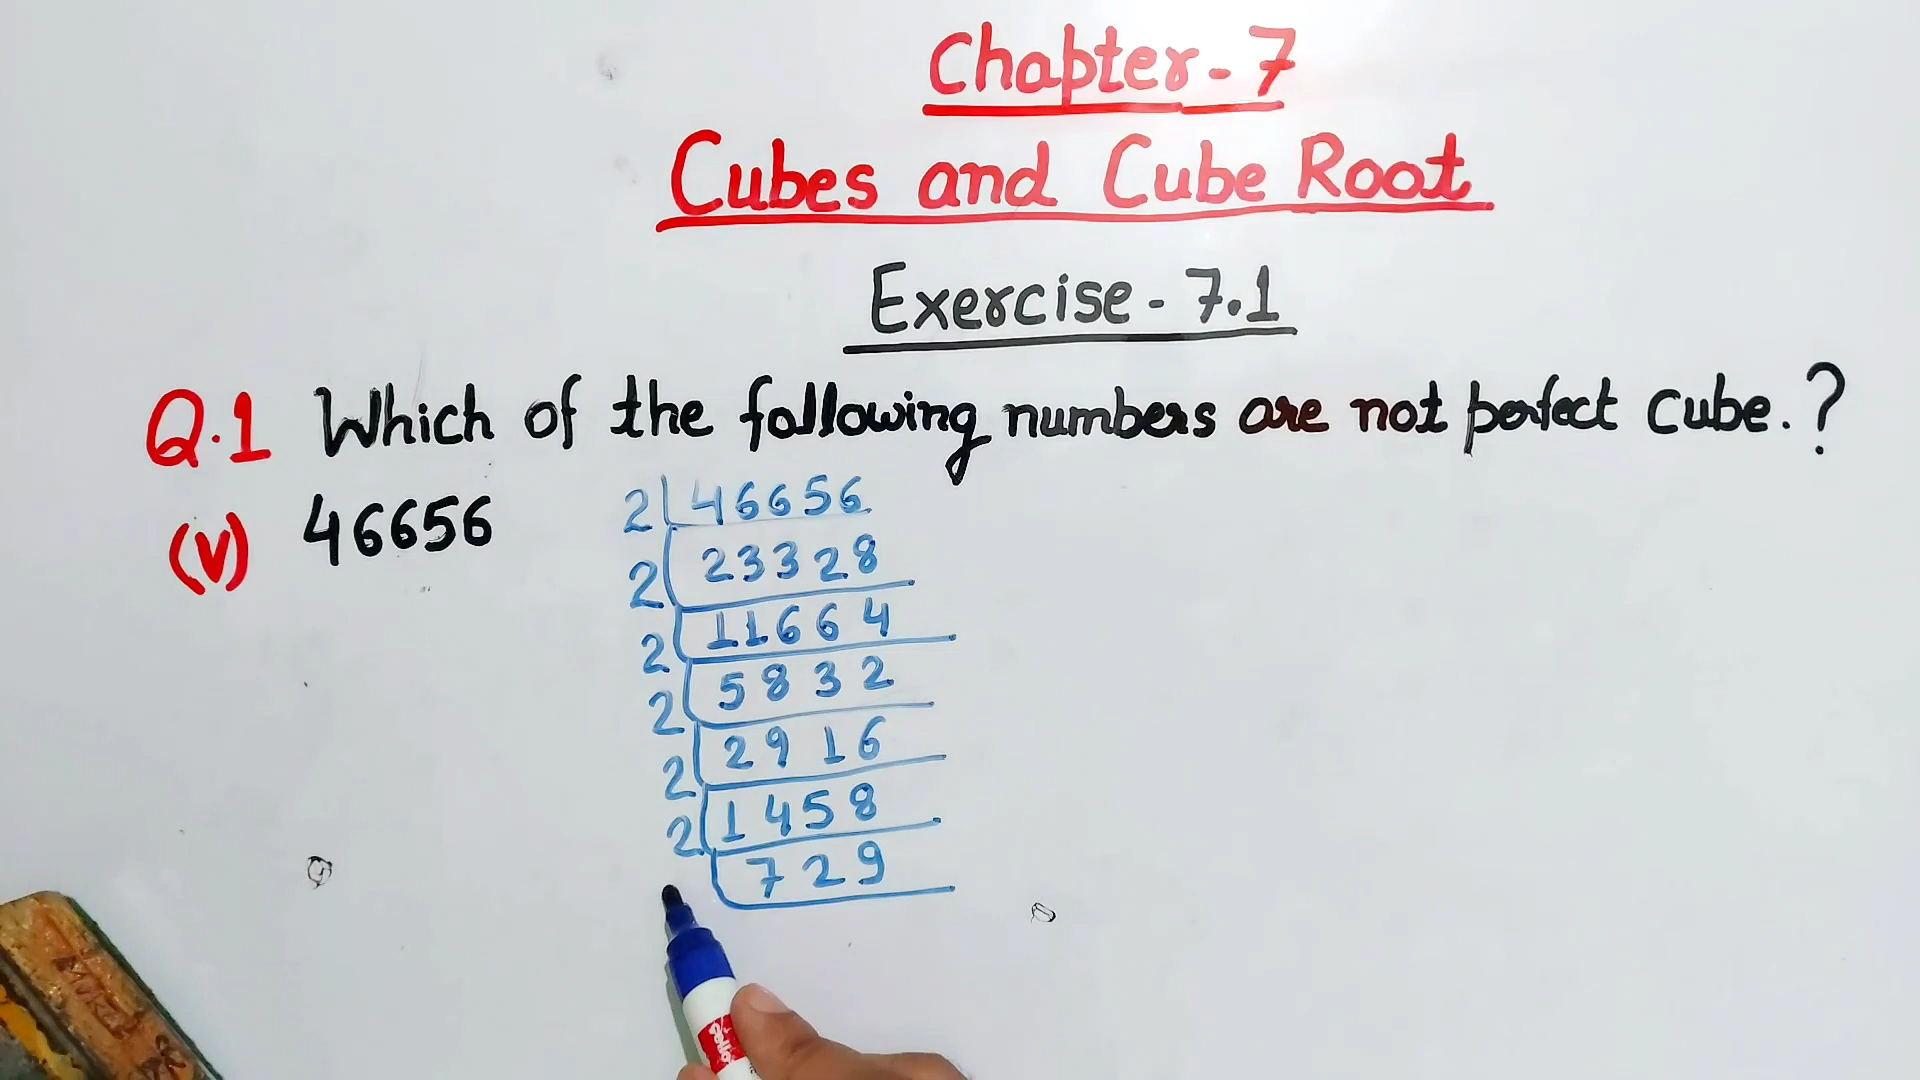 Chapter-7
Cubes and Cube Root
Exercise-7.1
Q.1 Which of the following numbers are not perfect cube.?
(V) 46656
2 46656
2 23328
2 11664
2 5832
2 2916
2 1458
729
cello